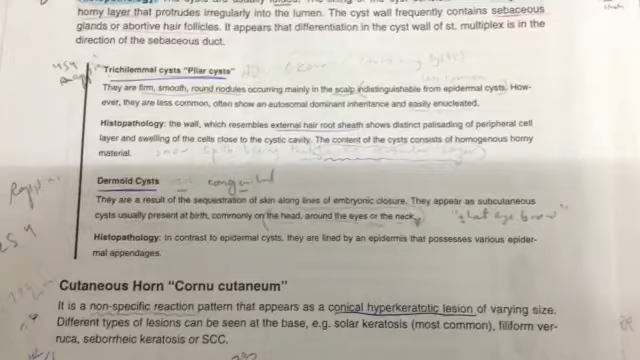 horny layer that protrudes irregularly into the lumen. The cyst wall frequently contains sebaceous
glands or abortive hair follicles. It appears that differentiation in the cyst wall of st. multiplex is in the
direction of the sebaceous duct.
Trichilemmal cysts "Pilar cysts" AD
They are firm, smooth, round nodules occurring mainly in the scalp indistinguishable from epidermal cysts. How-
ever, they are less common, often show an autosomal dominant inheritance and easily enucleated.
Histopathology: the wall, which resembles external hair root sheath shows distinct palisading of peripheral cell
layer and swelling of the cells close to the cystic cavity. The content of the cysts consists of homogenous horny
material.
Dermoid Cysts congenital
They are a result of the sequestration of skin along lines of embryonic closure. They appear as subcutaneous
cysts usually present at birth, commonly on the head, around the eyes or the neck.
Histopathology: In contrast to epidermal cysts, they are lined by an epidermis that possesses various epider-
mal appendages.
Cutaneous Horn "Cornu cutaneum"
It is a non-specific reaction pattern that appears as a conical hyperkeratotic lesion of varying size.
Different types of lesions can be seen at the base, e.g. solar keratosis (most common), filiform ver-
ruca, seborrheic keratosis or SCC.